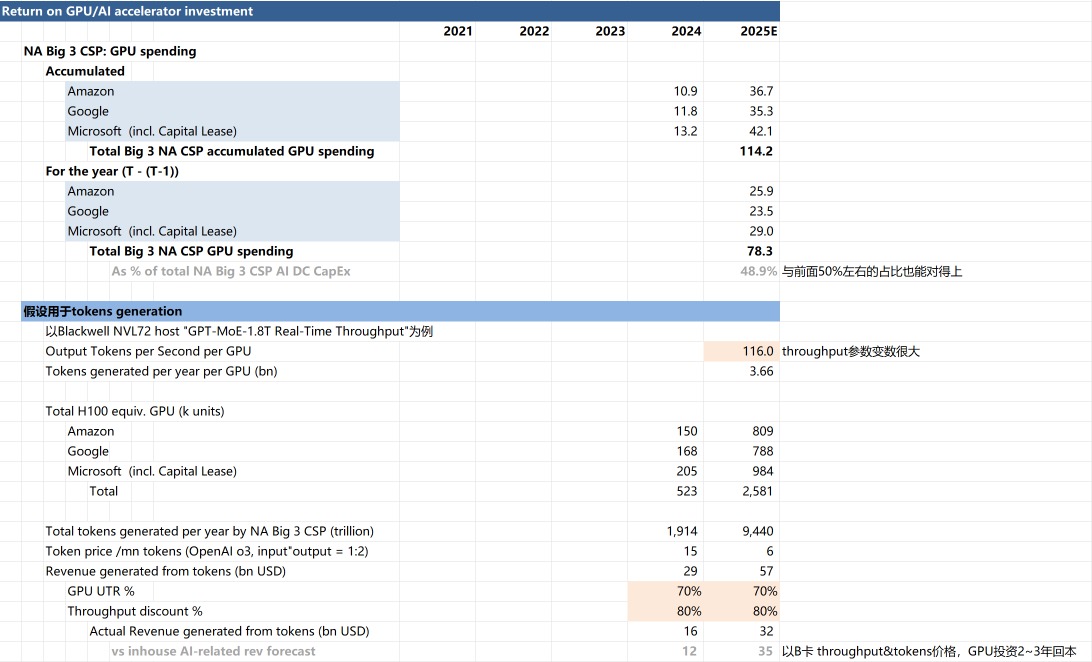 Return on GPU/AI accelerator investment
2021 2022 2023 2024 2025E
NA Big 3 CSP: GPU spending
Accumulated
Amazon 10.9 36.7
Google 11.8 35.3
Microsoft (incl. Capital Lease) 13.2 42.1
Total Big 3 NA CSP accumulated GPU spending 114.2
For the year (T - (T-1))
Amazon 25.9
Google 23.5
Microsoft (incl. Capital Lease) 29.0
Total Big 3 NA CSP GPU spending 78.3
As % of total NA Big 3 CSP AI DC CapEx 48.9% 与前面50%左右的占比也能对得上
假设用于tokens generation
以Blackwell NVL72 host "GPT-MoE-1.8T Real-Time Throughput"为例
Output Tokens per Second per GPU 116.0 throughput参数变数很大
Tokens generated per year per GPU (bn) 3.66
Total H100 equiv. GPU (k units)
Amazon 150 809
Google 168 788
Microsoft (incl. Capital Lease) 205 984
Total 523 2,581
Total tokens generated per year by NA Big 3 CSP (trillion) 1,914 9,440
Token price /mn tokens (OpenAI o3, input"output = 1:2) 15 6
Revenue generated from tokens (bn USD) 29 57
GPU UTR % 70% 70%
Throughput discount % 80% 80%
Actual Revenue generated from tokens (bn USD) 16 32
vs inhouse AI-related rev forecast 12 35 以B卡 throughput&tokens价格，GPU投资2~3年回本